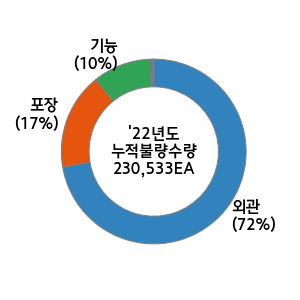 기능
(10%)
포장
(17%)
'22년도
누적불량수량
230,533EA
외관
(72%)